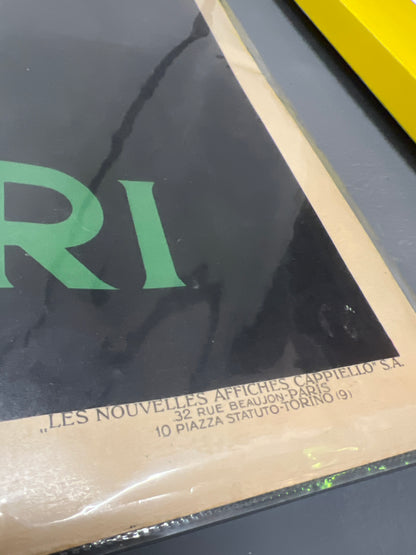 RI
„LES NOUVELLES AFFICHES CAPPIELLO" S.A.
32 RUE BEAUJON-PARIS
10 PIAZZA STATUTO-TORINO (9)